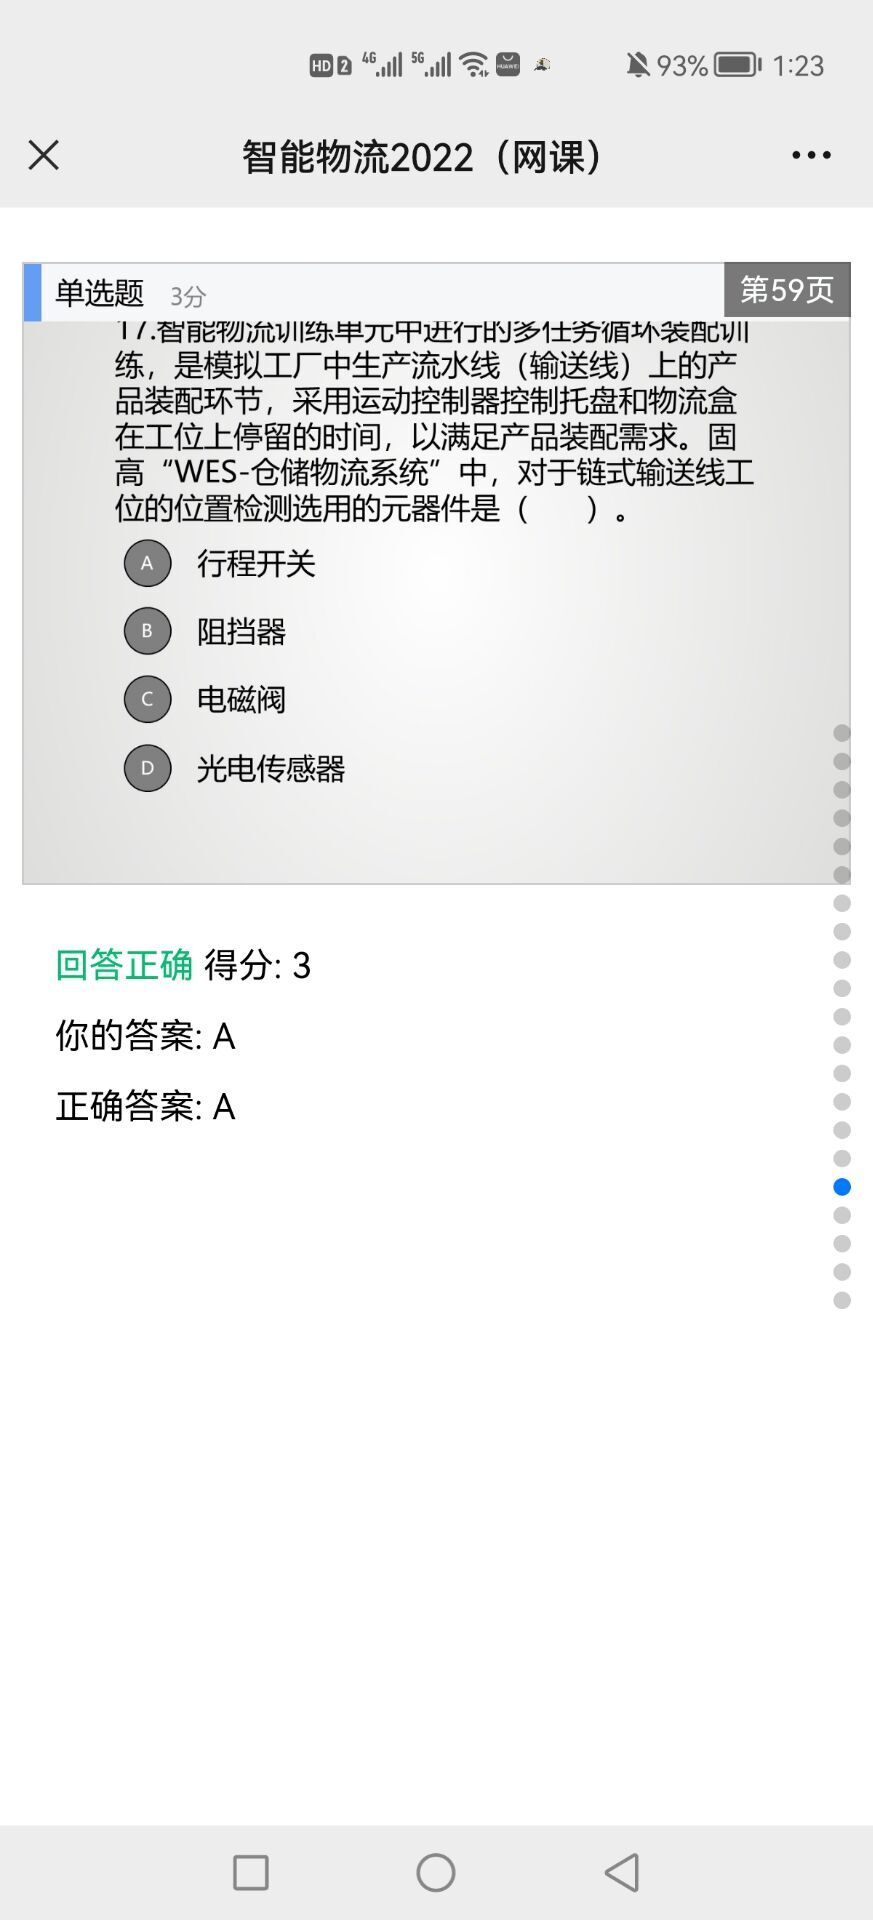 HD 2 4G 5G HUAWEI 93% 1:23
智能物流2022（网课）
单选题 3分 第59页
17.智能物流训练单元中进行的多任务循环装配训
练，是模拟工厂中生产流水线（输送线）上的产
品装配环节，采用运动控制器控制托盘和物流盒
在工位上停留的时间，以满足产品装配需求。固
高“WES-仓储物流系统”中，对于链式输送线工
位的位置检测选用的元器件是（　　）。
A 行程开关
B 阻挡器
C 电磁阀
D 光电传感器
回答正确 得分: 3
你的答案: A
正确答案: A